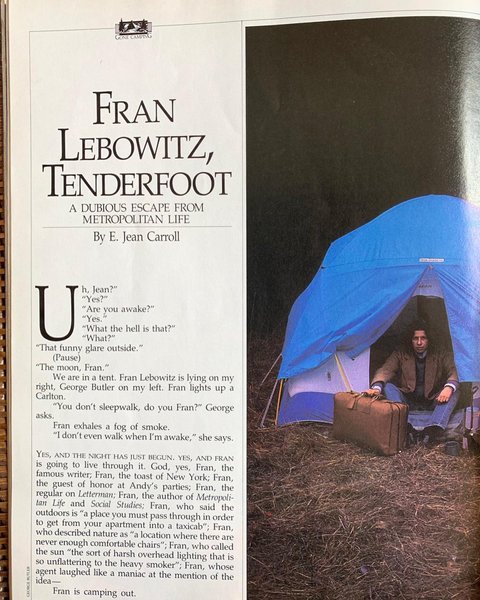 GONE CAMPING
FRAN
LEBOWITZ,
TENDERFOOT
A DUBIOUS ESCAPE FROM
METROPOLITAN LIFE
By E. Jean Carroll
Uh, Jean?”
“Yes?”
“Are you awake?”
“Yes.”
“What the hell is that?”
“What?”
“That funny glare outside.”
(Pause)
“The moon, Fran.”
We are in a tent. Fran Lebowitz is lying on my
right, George Butler on my left. Fran lights up a
Carlton.
“You don’t sleepwalk, do you Fran?” George
asks.
Fran exhales a fog of smoke.
“I don’t even walk when I’m awake,” she says.
YES, AND THE NIGHT HAS JUST BEGUN. YES, AND FRAN
is going to live through it. God, yes, Fran, the
famous writer; Fran, the toast of New York; Fran,
the guest of honor at Andy’s parties; Fran, the
regular on Letterman; Fran, the author of Metropoli-
tan Life and Social Studies; Fran, who said the
outdoors is “a place you must pass through in order
to get from your apartment into a taxicab”; Fran,
who described nature as “a location where there are
never enough comfortable chairs”; Fran, who called
the sun “the sort of harsh overhead lighting that is
so unflattering to the heavy smoker”; Fran, whose
agent laughed like a maniac at the mention of the
idea—
Fran is camping out.
GEORGE BUTLER